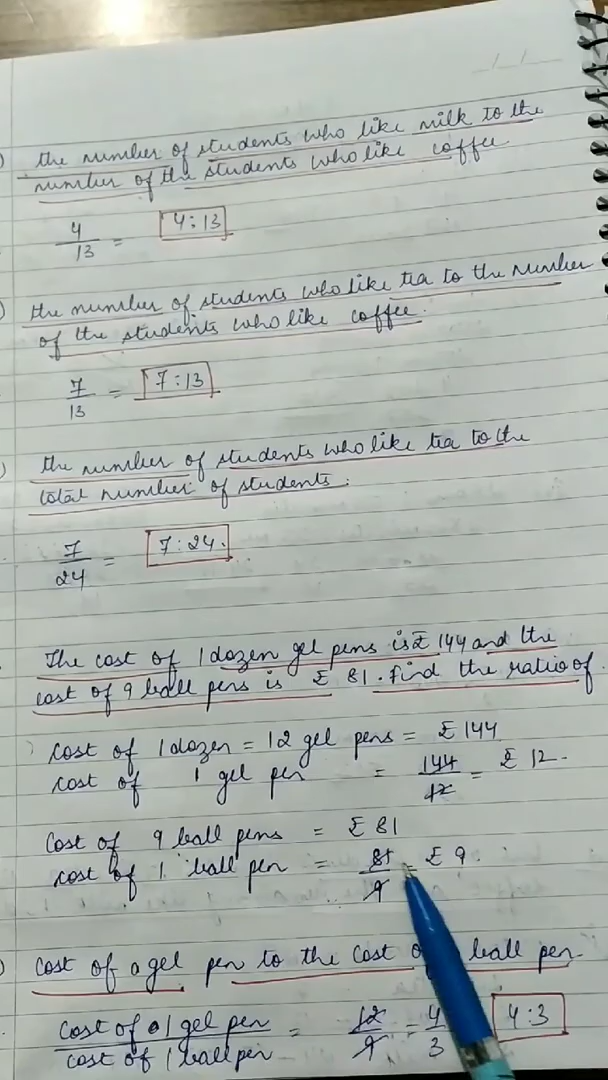 the number of students who like milk to the
number of the students who like coffee
4/13 = 4:13
the number of students who like tea to the number
of the students who like coffee.
7/13 = 7:13
the number of students who like tea to the
total number of students.
7/24 = 7:24.
The cost of 1 dozen gel pens is ₹ 144 and the
cost of 9 ball pens is ₹ 81. Find the ratio of.
cost of 1 dozen = 12 gel pens = ₹ 144
cost of 1 gel pen = 144/12 = ₹ 12.
Cost of 9 ball pens = ₹ 81
cost of 1 ball pen = 81/9 = ₹ 9.
cost of a gel pen to the cost of ball pen
cost of 1 gel pen/cost of 1 ball pen = 12/9 = 4/3 4:3